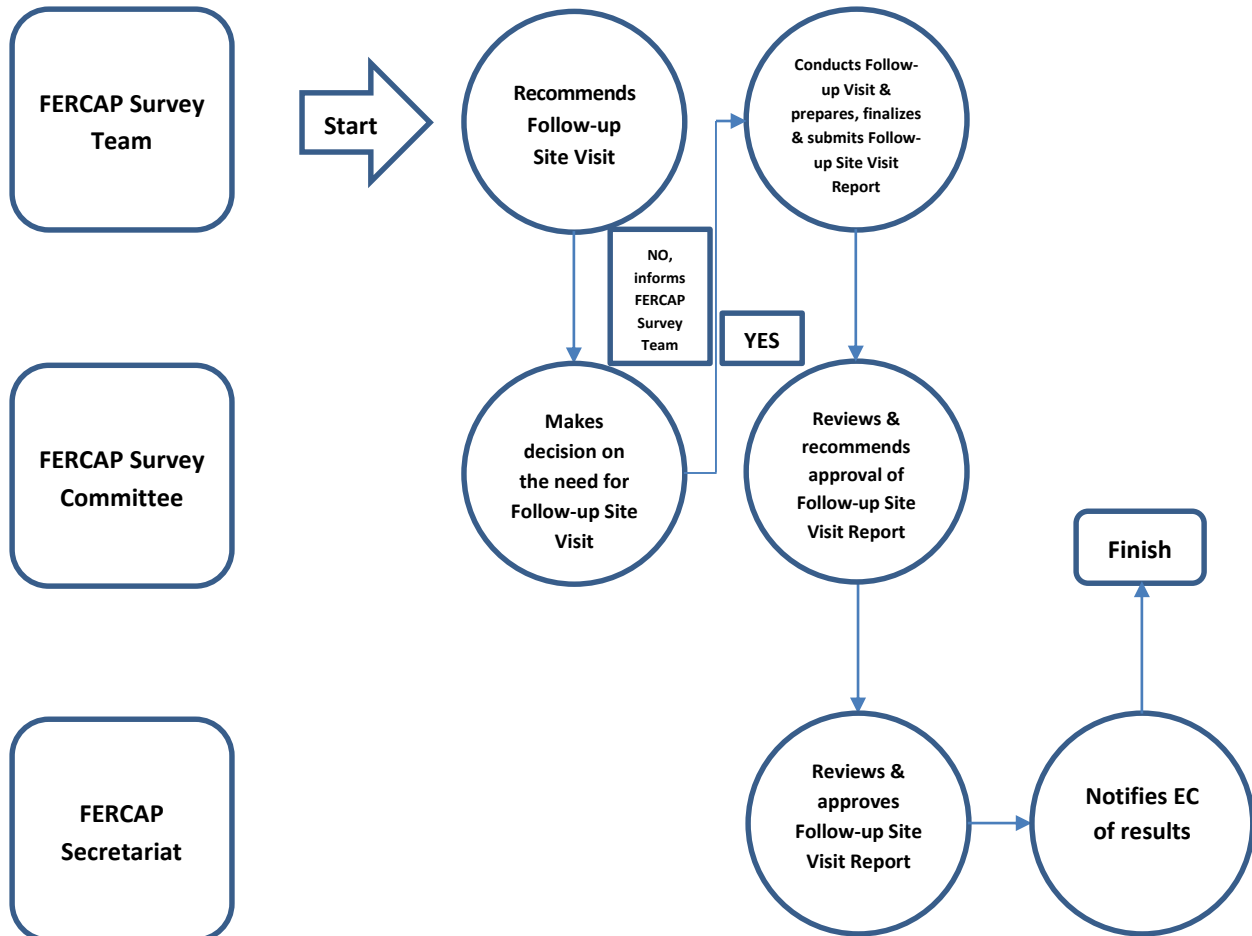 FERCAP Survey
Team
Start
Recommends
Follow-up
Site Visit
Conducts Follow-
up Visit &
prepares, finalizes
& submits Follow-
up Site Visit
Report
NO,
informs
FERCAP
Survey
Team
YES
FERCAP Survey
Committee
Makes
decision on
the need for
Follow-up Site
Visit
Reviews &
recommends
approval of
Follow-up Site
Visit Report
Finish
FERCAP
Secretariat
Reviews &
approves
Follow-up Site
Visit Report
Notifies EC
of results